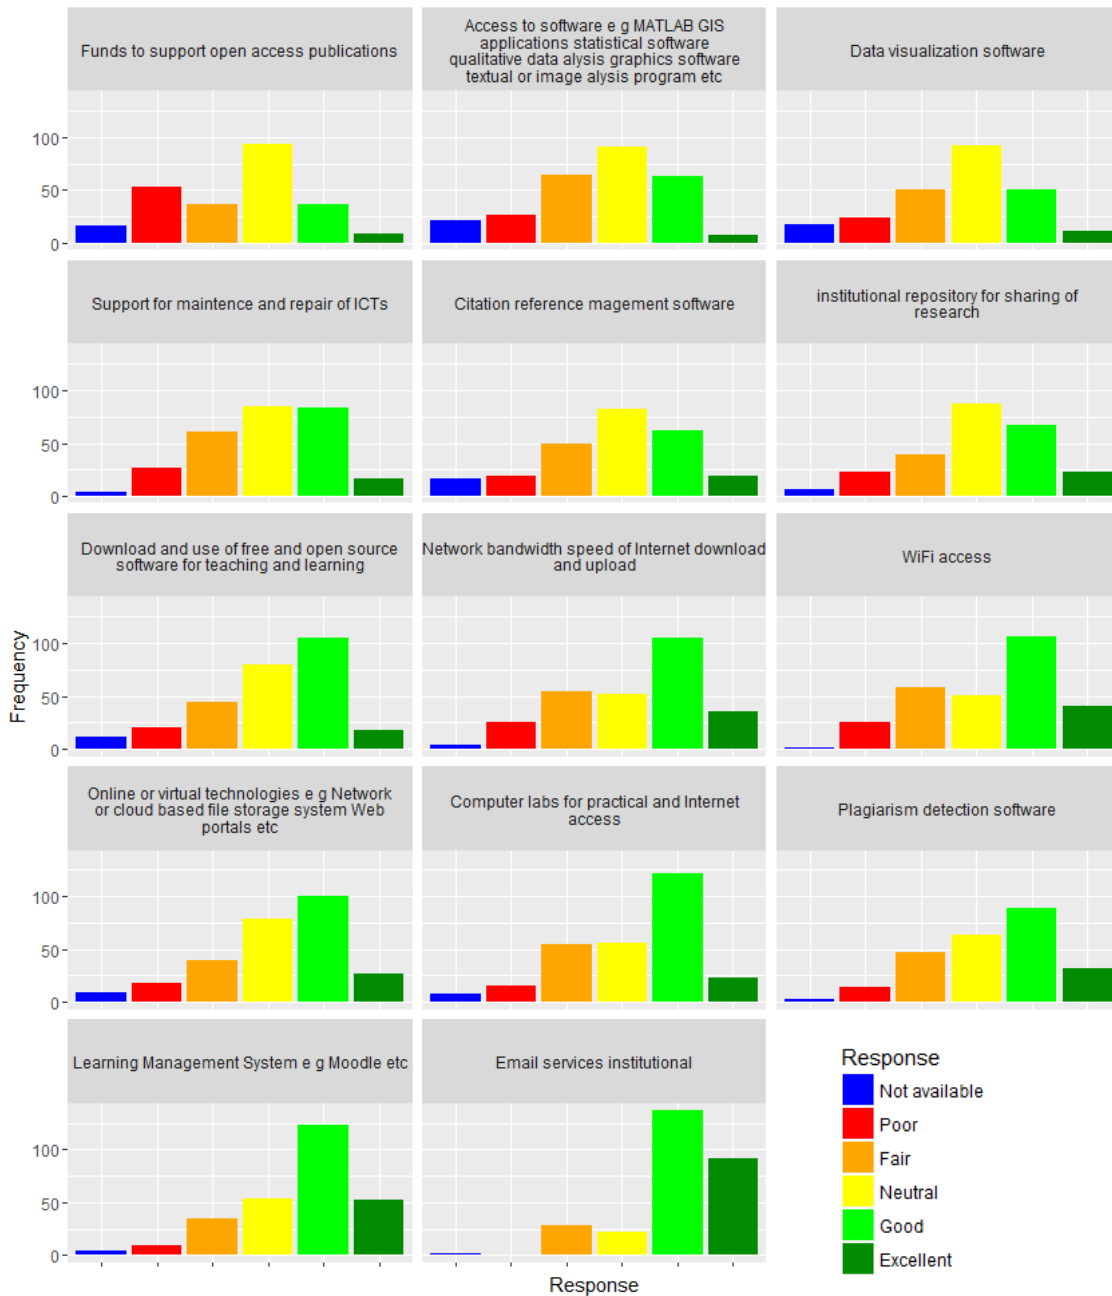 Funds to support open access publications
Access to software e g MATLAB GIS
applications statistical software
qualitative data alysis graphics software
textual or image alysis program etc
Data visualization software
100
50
0
Support for maintence and repair of ICTs
Citation reference magement software
institutional repository for sharing of
research
100
50
0
Download and use of free and open source
software for teaching and learning
Network bandwidth speed of Internet download
and upload
WiFi access
Frequency
100
50
0
Online or virtual technologies e g Network
or cloud based file storage system Web
portals etc
Computer labs for practical and Internet
access
Plagiarism detection software
100
50
0
Learning Management System e g Moodle etc
Email services institutional
100
50
0
Response
Response
Not available
Poor
Fair
Neutral
Good
Excellent